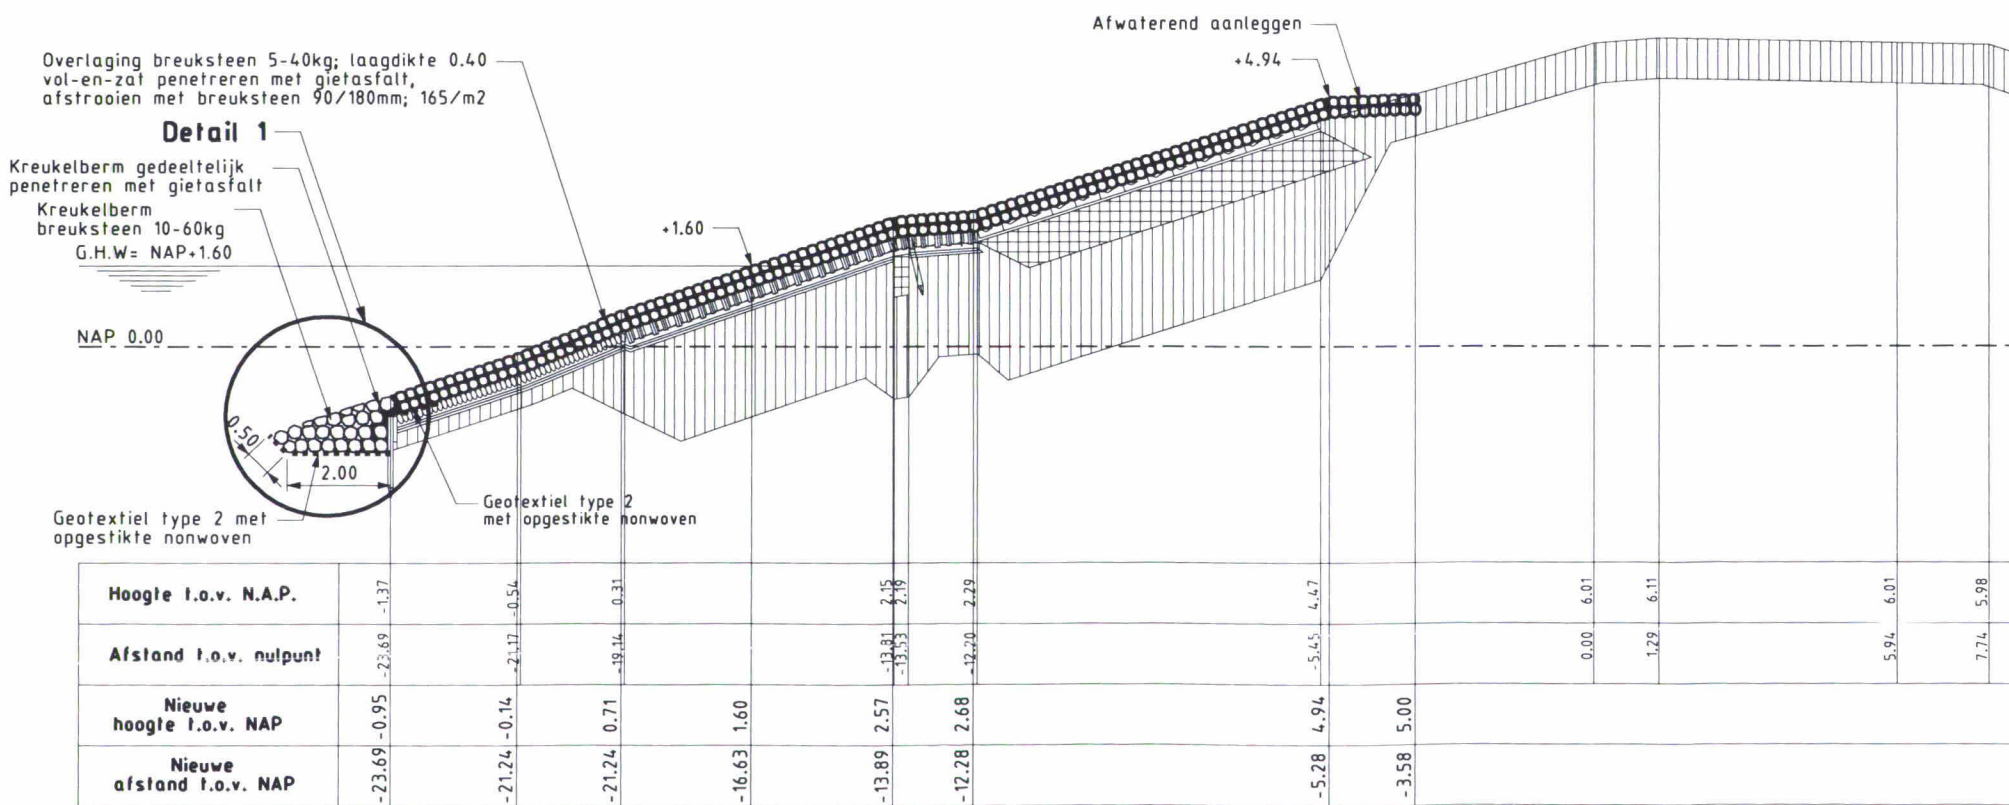 Afwaterend aanleggen
+4.94
Overlaging breuksteen 5-40kg; laagdikte 0.40
vol-en-zat penetreren met gietasfalt,
afstrooien met breuksteen 90/180mm; 165/m2
Detail 1
Kreukelberm gedeeltelijk
penetreren met gietasfalt
Kreukelberm
breuksteen 10-60kg
G.H.W= NAP+1.60
+1.60
NAP 0.00
0.50
2.00
Geotextiel type 2
met opgestikte nonwoven
Geotextiel type 2 met
opgestikte nonwoven
Hoogte t.o.v. N.A.P. -1.37 -0.54 0.31 2.15 2.19 2.29 4.47 6.01 6.11 6.01 5.98
Afstand t.o.v. nulpunt -23.69 -21.17 -19.14 -13.81 -13.53 -12.20 -5.45 0.00 1.29 5.94 7.74
Nieuwe
hoogte t.o.v. NAP -0.95 -0.14 0.71 1.60 2.57 2.68 4.94 5.00
Nieuwe
afstand t.o.v. NAP -23.69 -21.24 -21.24 -16.63 -13.89 -12.28 -5.28 -3.58